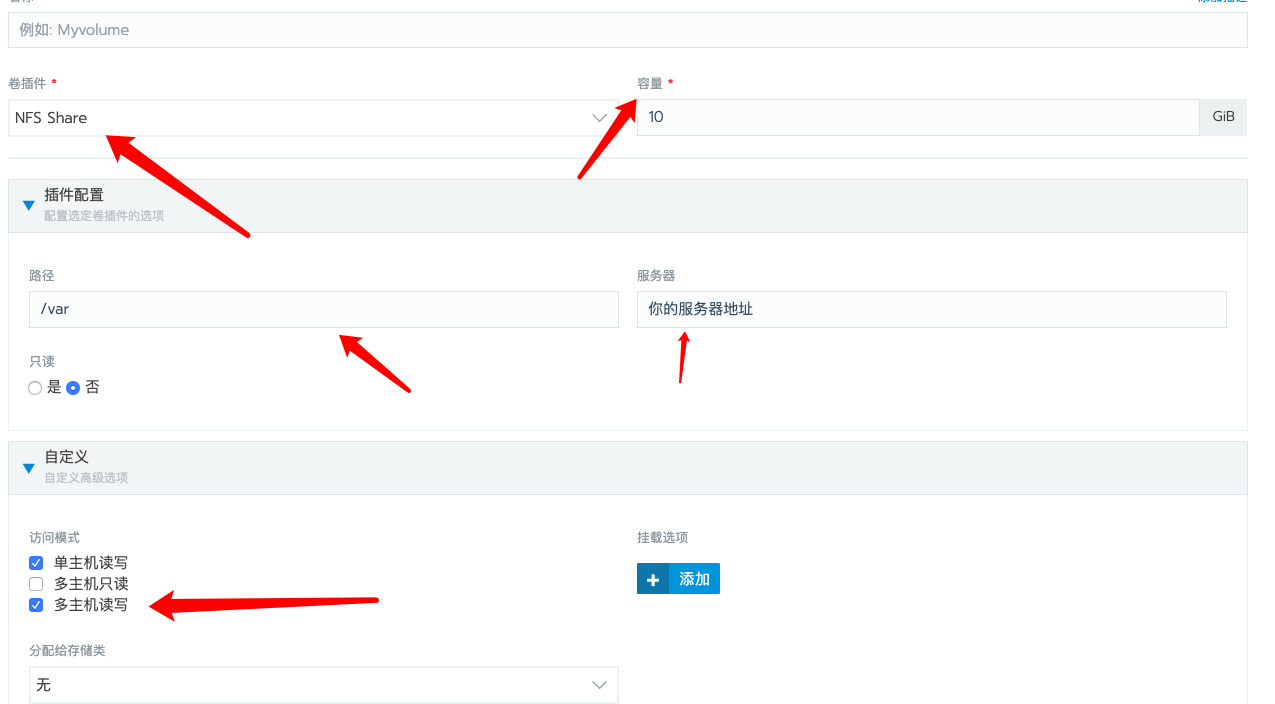 例如: Myvolume
卷插件 *
容量 *
NFS Share
10
GiB
插件配置
配置选定卷插件的选项
路径
服务器
/var
你的服务器地址
只读
是 否
自定义
自定义高级选项
访问模式
挂载选项
单主机读写
多主机只读
多主机读写
添加
分配给存储类
无